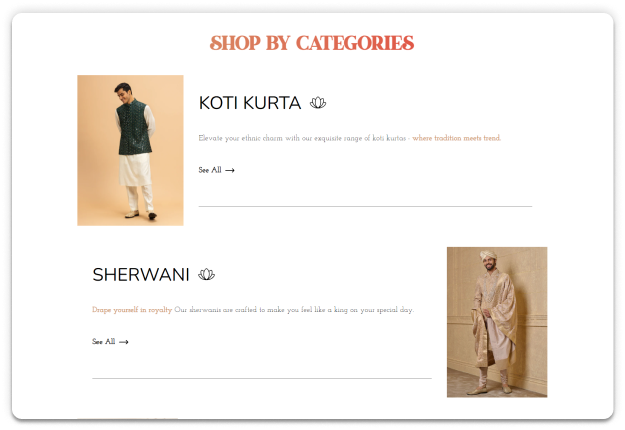 SHOP BY CATEGORIES
KOTI KURTA
Elevate your ethnic charm with our exquisite range of koti kurtas - where tradition meets trend.
See All →
SHERWANI
Drape yourself in royalty Our sherwanis are crafted to make you feel like a king on your special day.
See All →